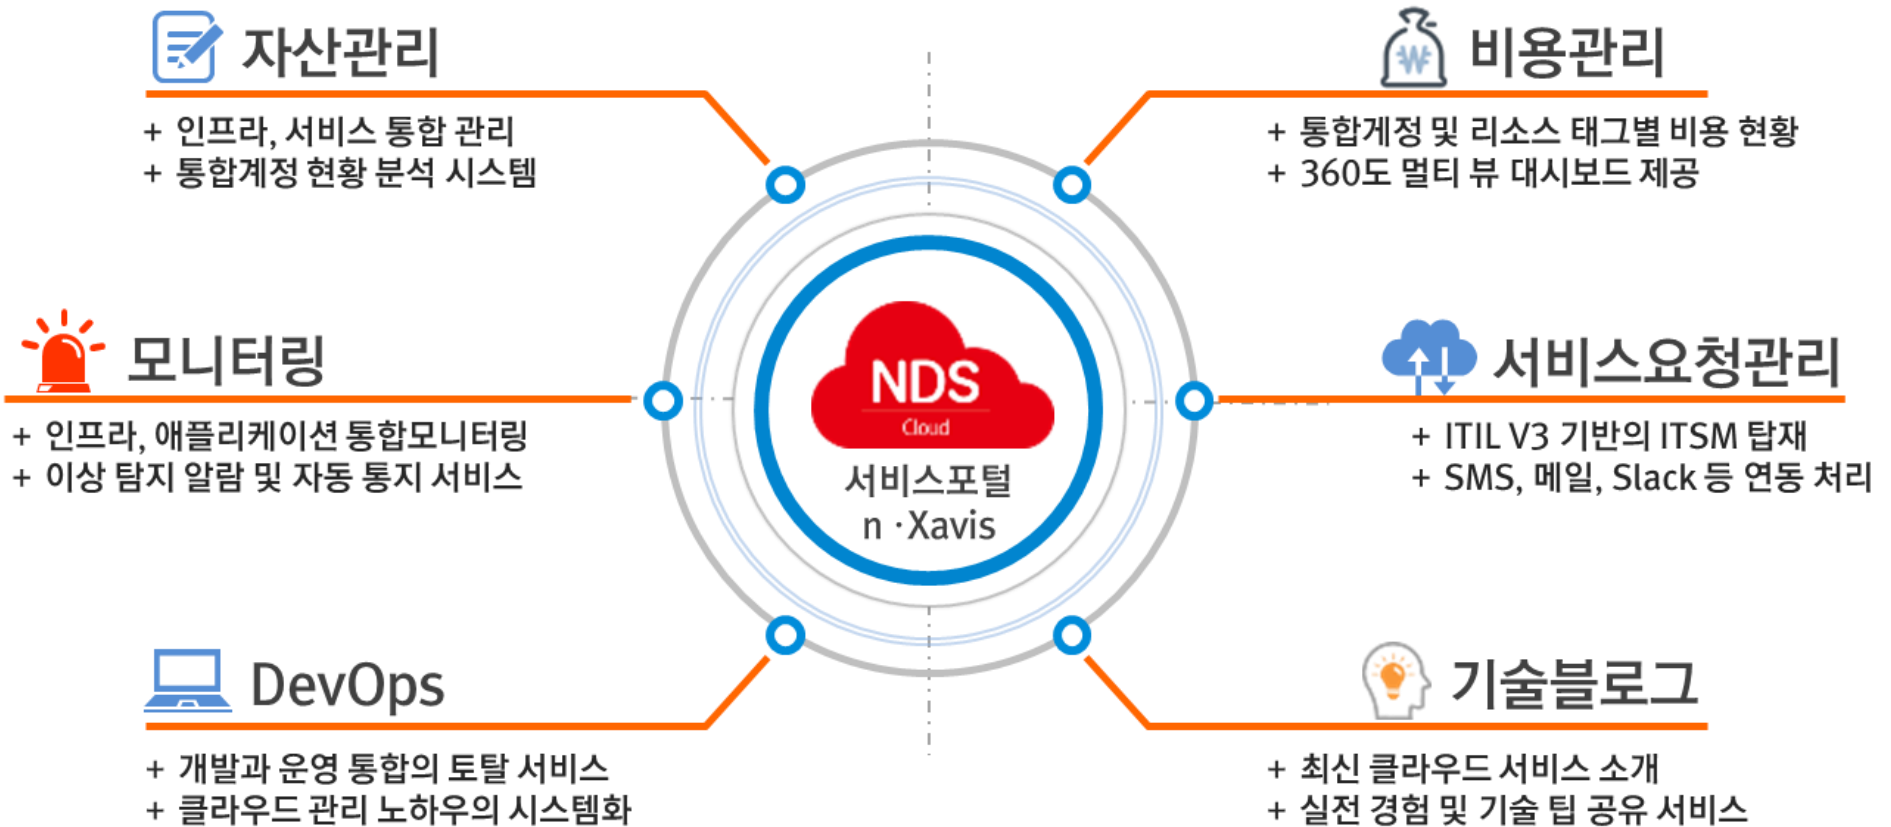 자산관리
+ 인프라, 서비스 통합 관리
+ 통합계정 현황 분석 시스템
비용관리
+ 통합게정 및 리소스 태그별 비용 현황
+ 360도 멀티 뷰 대시보드 제공
모니터링
+ 인프라, 애플리케이션 통합모니터링
+ 이상 탐지 알람 및 자동 통지 서비스
NDS
Cloud
서비스포털
n ·Xavis
서비스요청관리
+ ITIL V3 기반의 ITSM 탑재
+ SMS, 메일, Slack 등 연동 처리
DevOps
+ 개발과 운영 통합의 토탈 서비스
+ 클라우드 관리 노하우의 시스템화
기술블로그
+ 최신 클라우드 서비스 소개
+ 실전 경험 및 기술 팁 공유 서비스